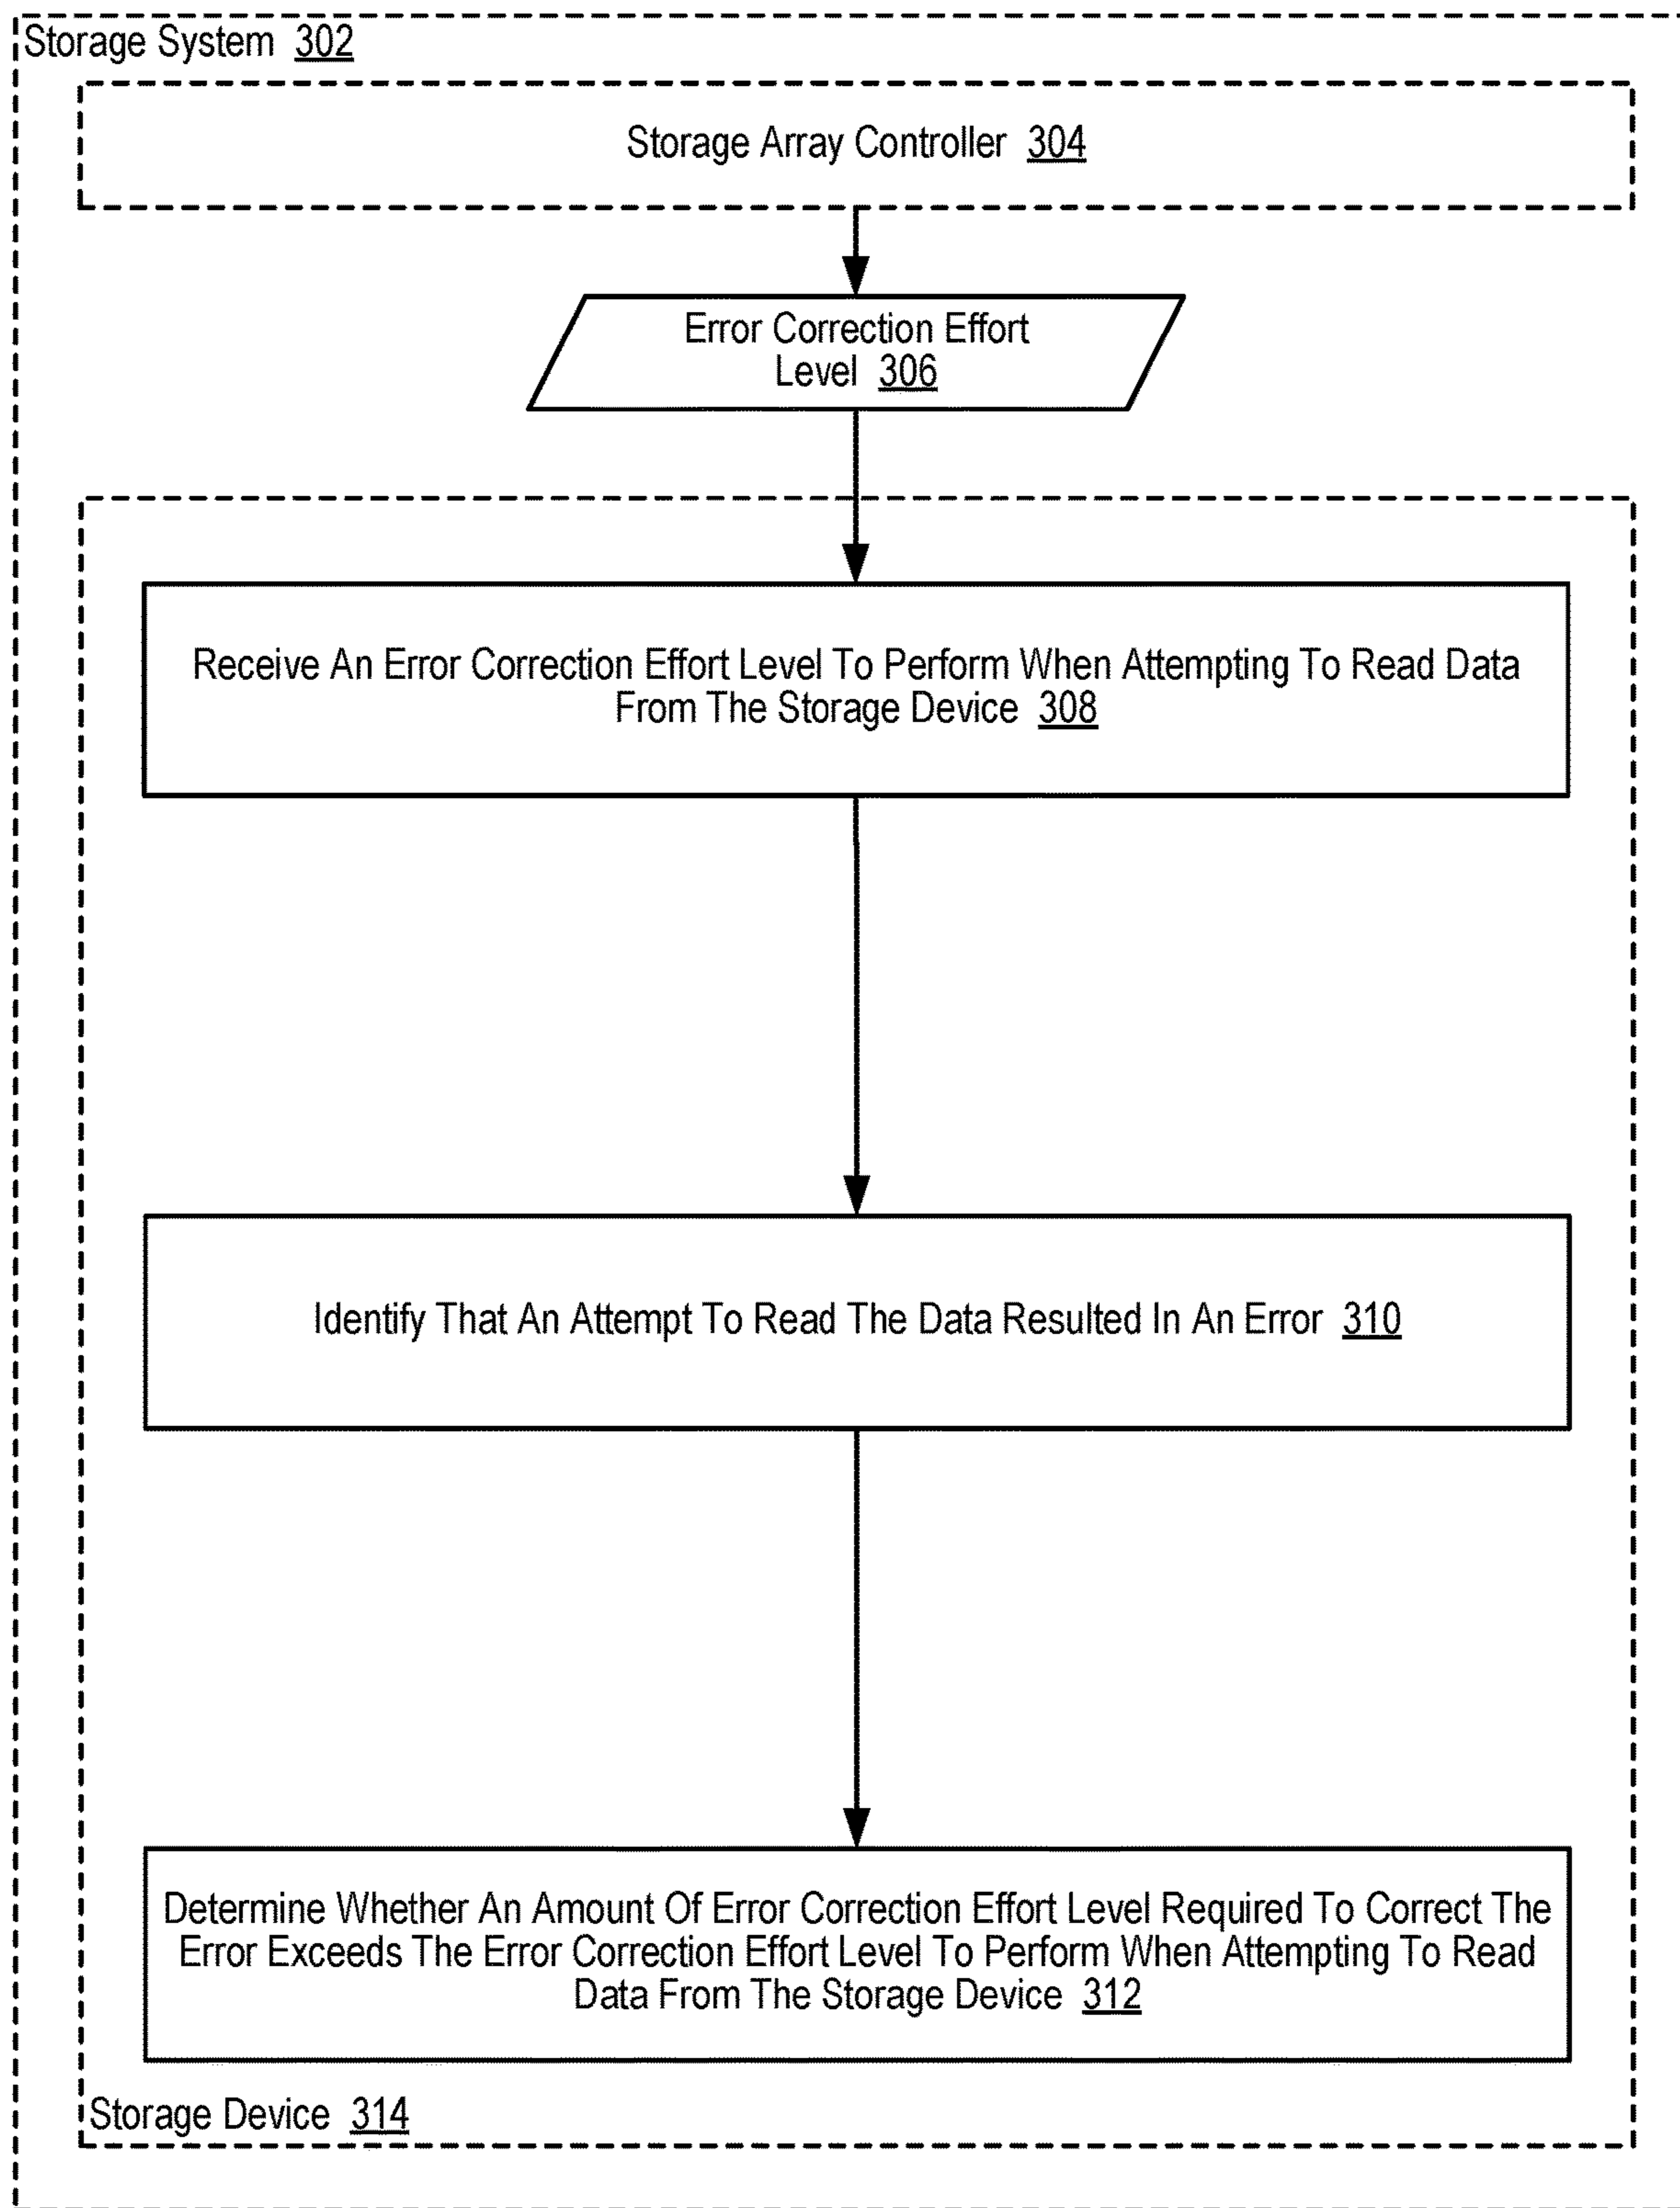 Storage System 302
Storage Array Controller 304
Error Correction Effort
Level 306
Receive An Error Correction Effort Level To Perform When Attempting To Read Data
From The Storage Device 308
Identify That An Attempt To Read The Data Resulted In An Error 310
Determine Whether An Amount Of Error Correction Effort Level Required To Correct The
Error Exceeds The Error Correction Effort Level To Perform When Attempting To Read
Data From The Storage Device 312
Storage Device 314